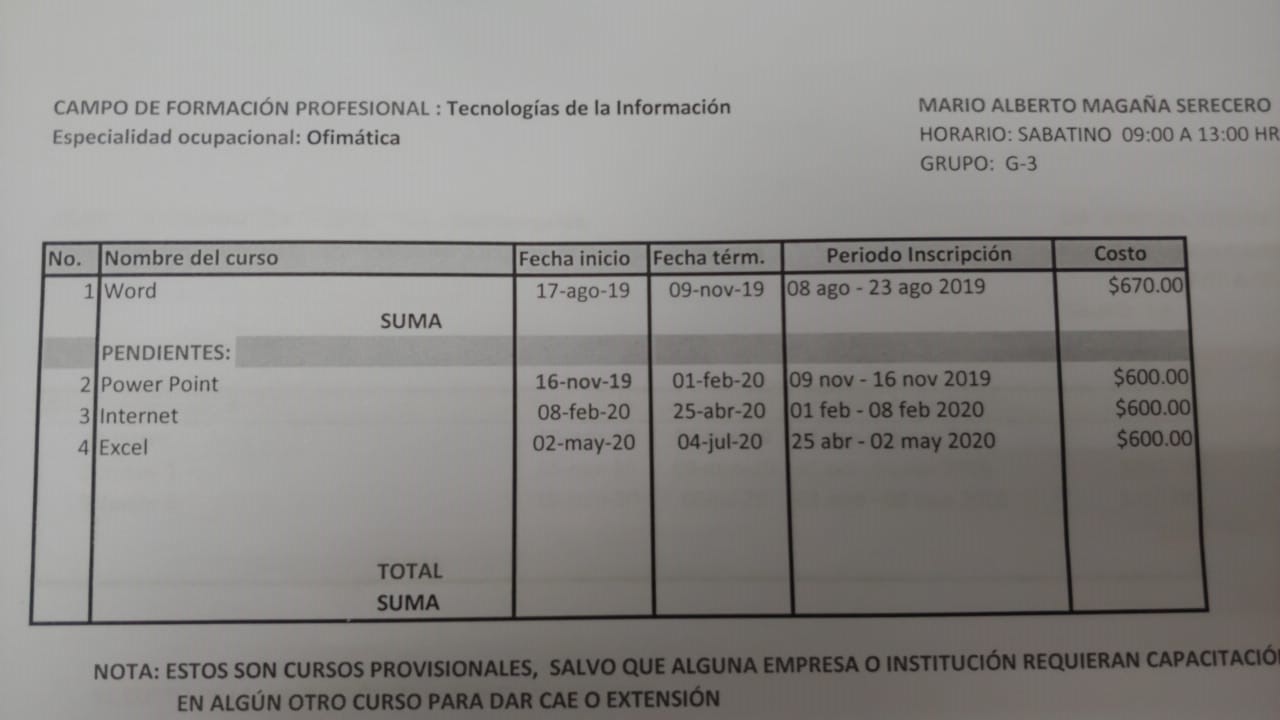 CAMPO DE FORMACIÓN PROFESIONAL : Tecnologías de la Información
Especialidad ocupacional: Ofimática
MARIO ALBERTO MAGAÑA SERECERO
HORARIO: SABATINO 09:00 A 13:00 HR
GRUPO: G-3
No. Nombre del curso Fecha inicio Fecha térm. Periodo Inscripción Costo
1 Word 17-ago-19 09-nov-19 08 ago - 23 ago 2019 $670.00
SUMA
PENDIENTES:
2 Power Point 16-nov-19 01-feb-20 09 nov - 16 nov 2019 $600.00
3 Internet 08-feb-20 25-abr-20 01 feb - 08 feb 2020 $600.00
4 Excel 02-may-20 04-jul-20 25 abr - 02 may 2020 $600.00
TOTAL
SUMA
NOTA: ESTOS SON CURSOS PROVISIONALES, SALVO QUE ALGUNA EMPRESA O INSTITUCIÓN REQUIERAN CAPACITACIÓ
EN ALGÚN OTRO CURSO PARA DAR CAE O EXTENSIÓN